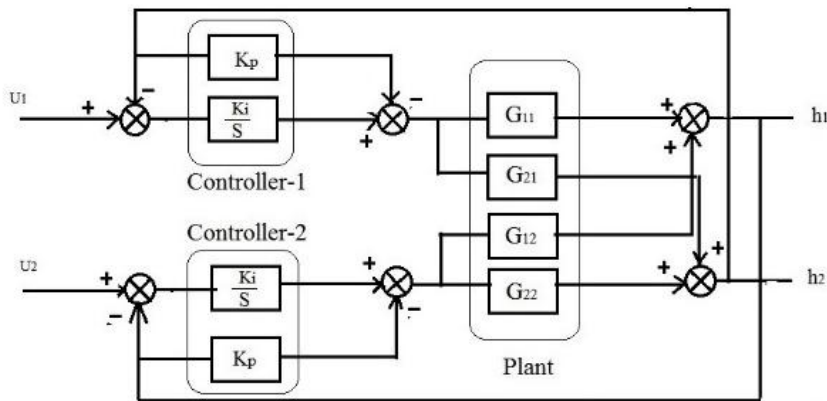 Kp
U1
+
−
Ki
S
+
−
G11
+
+
h1
Controller-1
G21
Controller-2
G12
U2
+
−
Ki
S
+
−
G22
+
+
h2
Kp
Plant